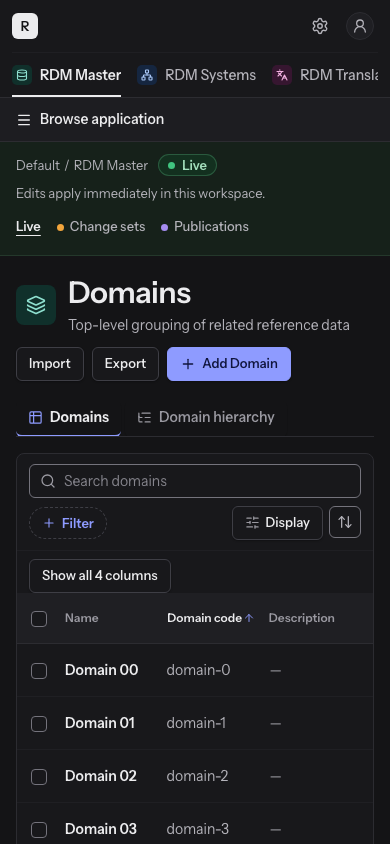 R
RDM Master RDM Systems RDM Transla
Browse application
Default / RDM Master Live
Edits apply immediately in this workspace.
Live Change sets Publications
Domains
Top-level grouping of related reference data
Import Export + Add Domain
Domains Domain hierarchy
Search domains
+ Filter Display
Show all 4 columns
Name Domain code ↑ Description
Domain 00 domain-0 —
Domain 01 domain-1 —
Domain 02 domain-2 —
Domain 03 domain-3 —